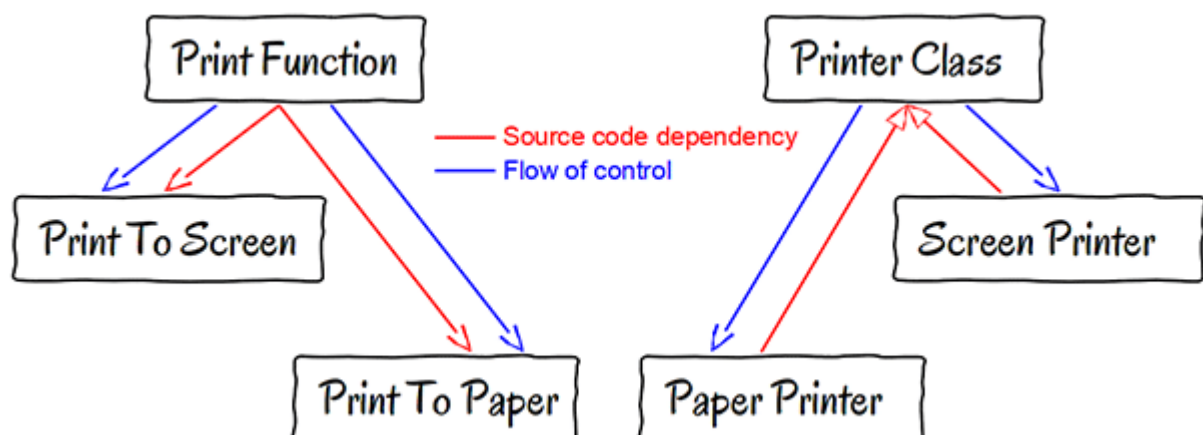 Print Function
Printer Class
Source code dependency
Flow of control
Print To Screen
Screen Printer
Print To Paper
Paper Printer